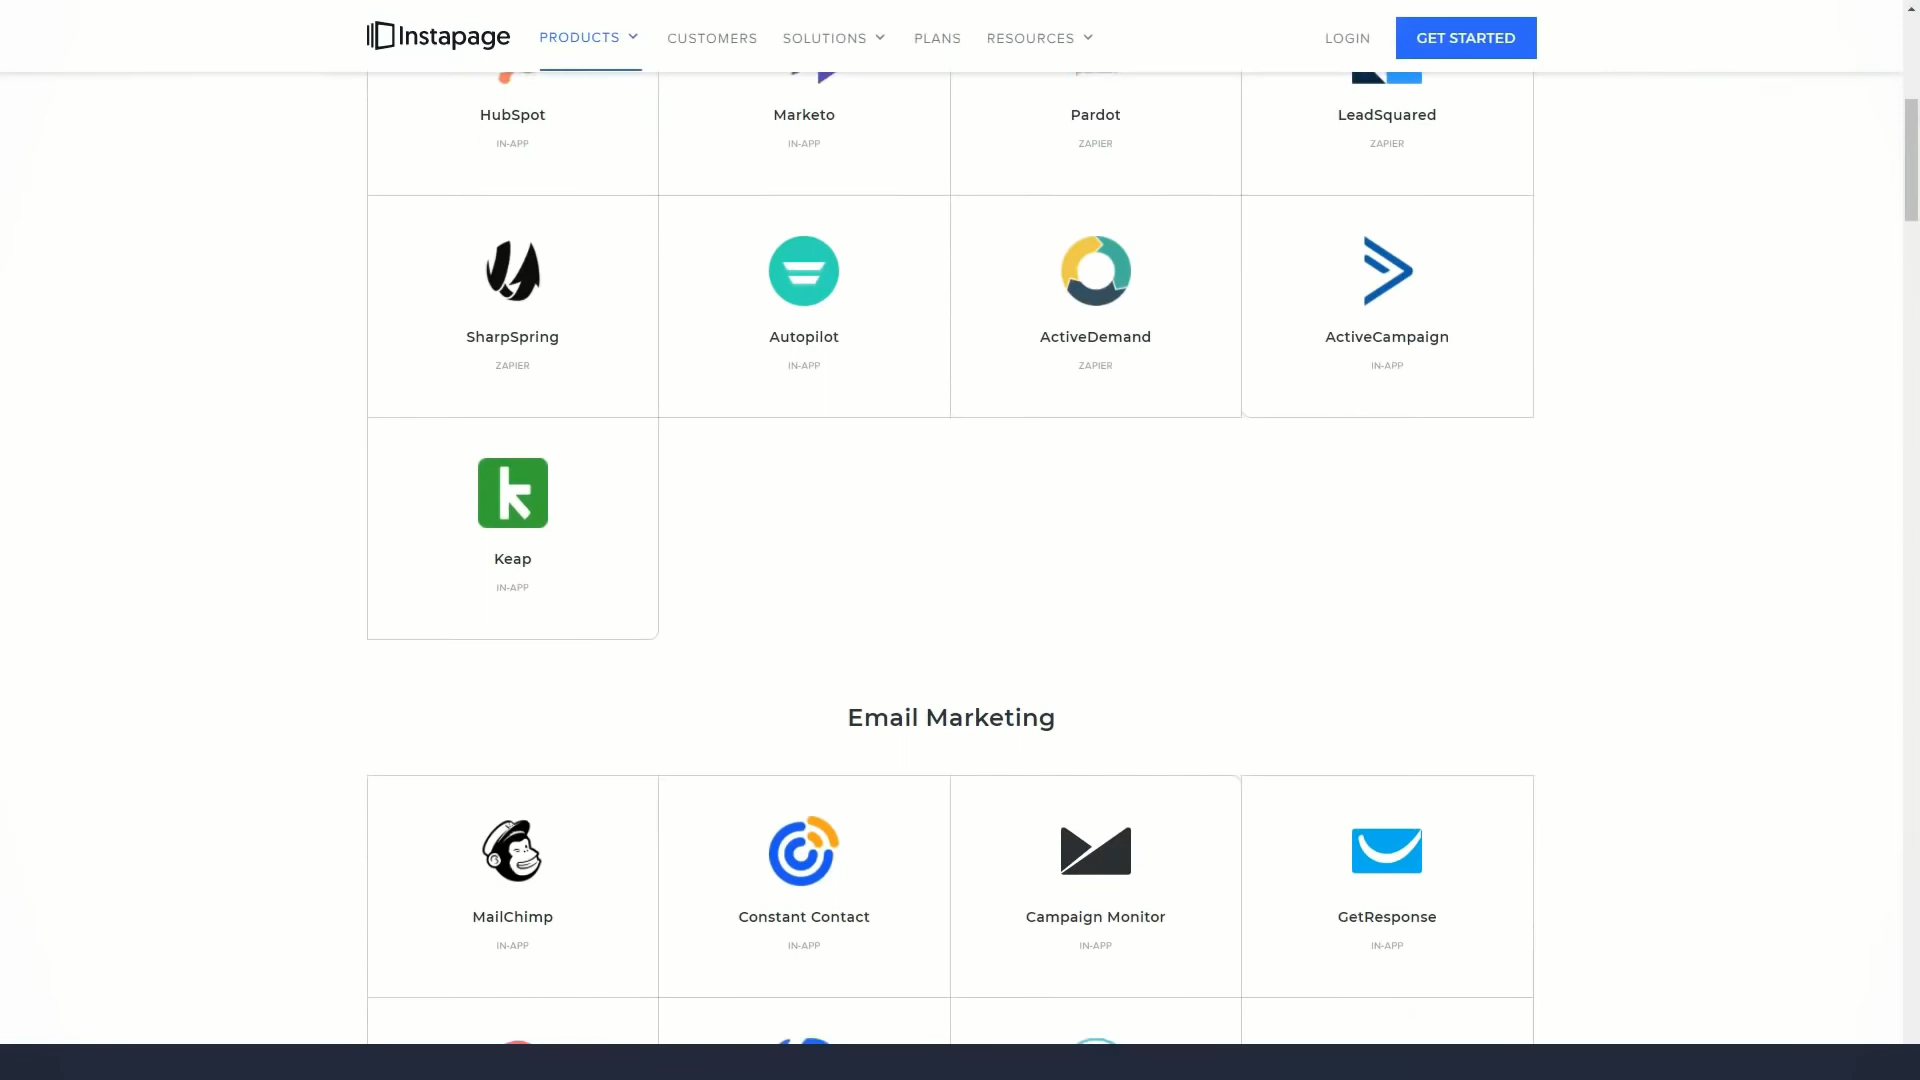 Instapage PRODUCTS CUSTOMERS SOLUTIONS PLANS RESOURCES LOGIN GET STARTED
HubSpot Marketo Pardot LeadSquared
IN-APP IN-APP ZAPIER ZAPIER
SharpSpring Autopilot ActiveDemand ActiveCampaign
ZAPIER IN-APP ZAPIER IN-APP
k
Keap
IN-APP
Email Marketing
MailChimp Constant Contact Campaign Monitor GetResponse
IN-APP IN-APP IN-APP IN-APP